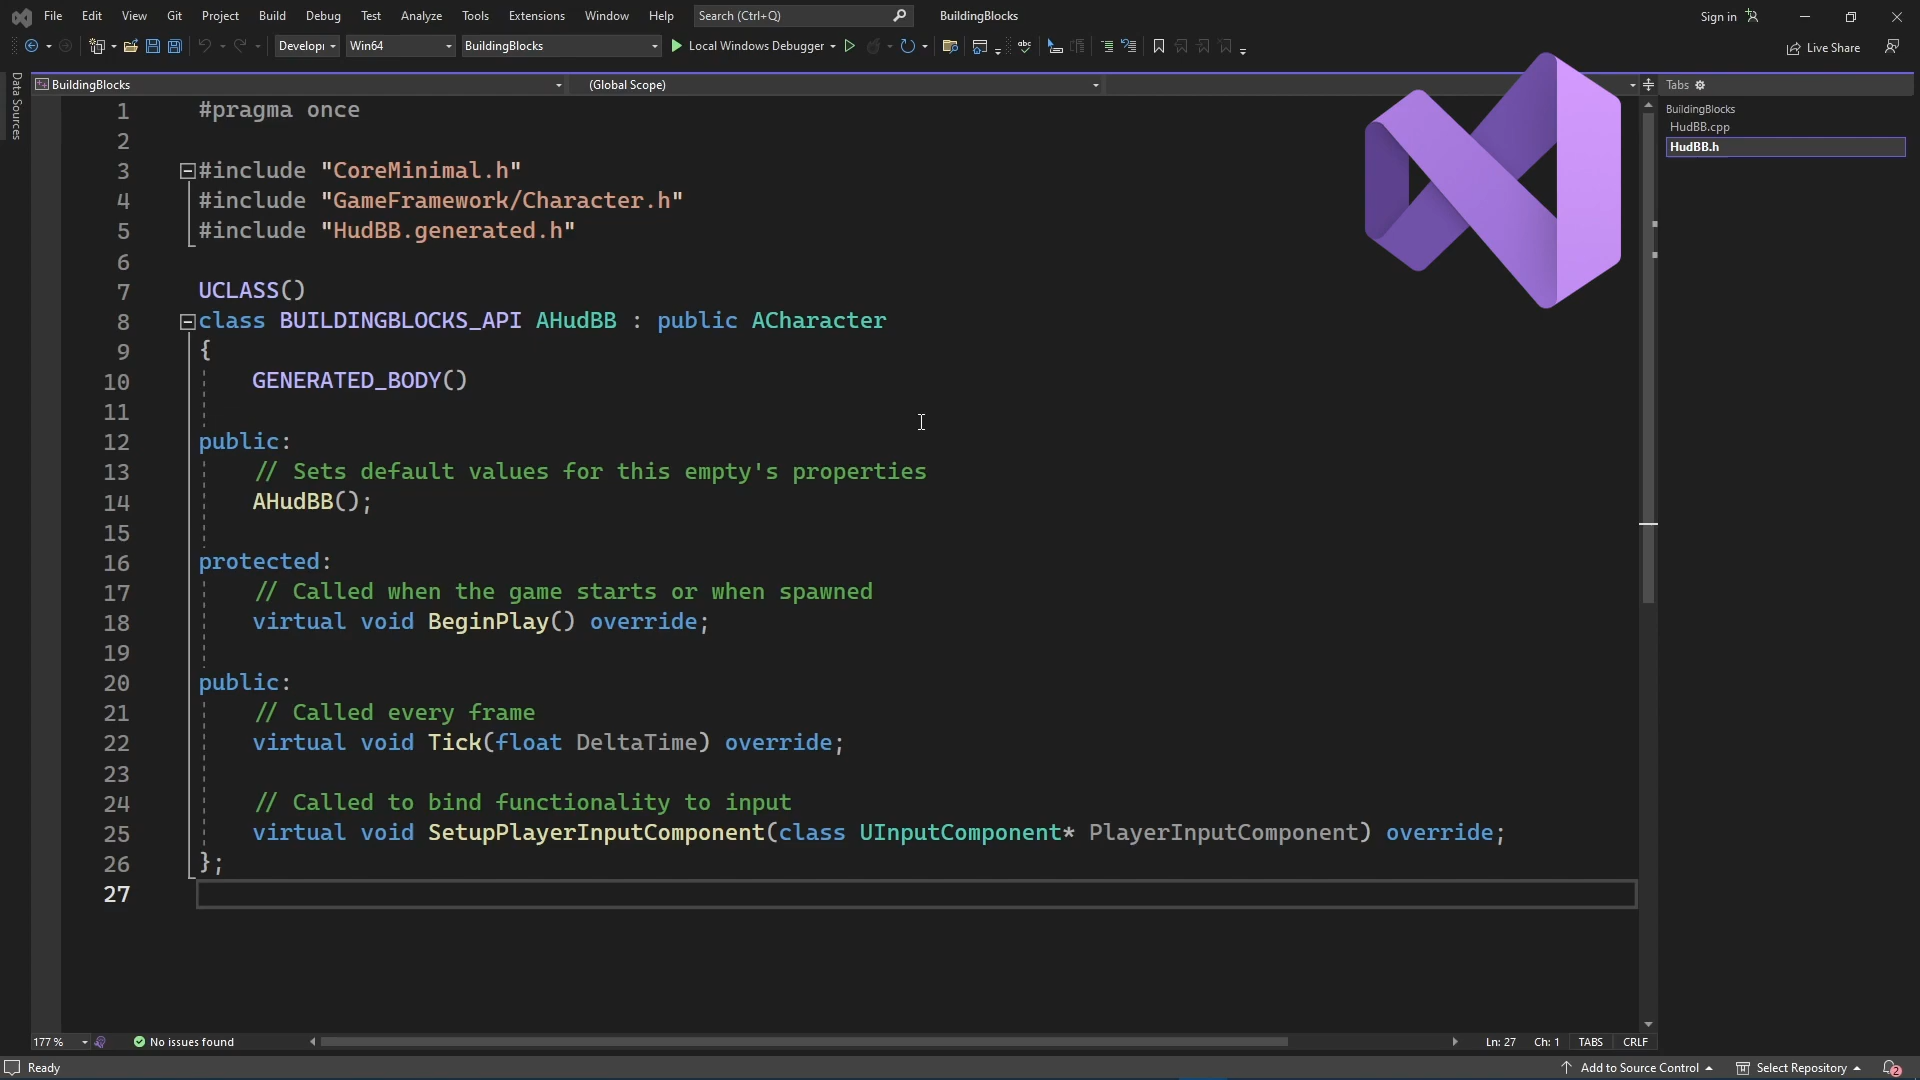 File Edit View Git Project Build Debug Test Analyze Tools Extensions Window Help Search (Ctrl+Q) BuildingBlocks Sign in
Develop Win64 BuildingBlocks Local Windows Debugger Live Share
Data Sources
BuildingBlocks (Global Scope) Tabs
BuildingBlocks
HudBB.cpp
HudBB.h
1 #pragma once
2
3 #include "CoreMinimal.h"
4 #include "GameFramework/Character.h"
5 #include "HudBB.generated.h"
6
7 UCLASS()
8 class BUILDINGBLOCKS_API AHudBB : public ACharacter
9 {
10 GENERATED_BODY()
11
12 public:
13 // Sets default values for this empty's properties
14 AHudBB();
15
16 protected:
17 // Called when the game starts or when spawned
18 virtual void BeginPlay() override;
19
20 public:
21 // Called every frame
22 virtual void Tick(float DeltaTime) override;
23
24 // Called to bind functionality to input
25 virtual void SetupPlayerInputComponent(class UInputComponent* PlayerInputComponent) override;
26 };
27
177 % No issues found Ln: 27 Ch: 1 TABS CRLF
Ready Add to Source Control Select Repository 2